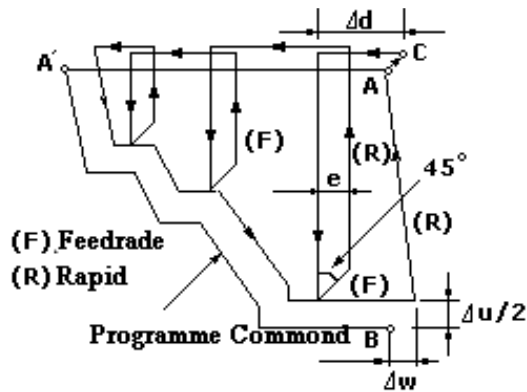 Δd
A′
C
A
(F)
(R)
45°
e
(R)
(F) Feedrade
(R) Rapid
(F)
Δu/2
Programme Commond
B
Δw